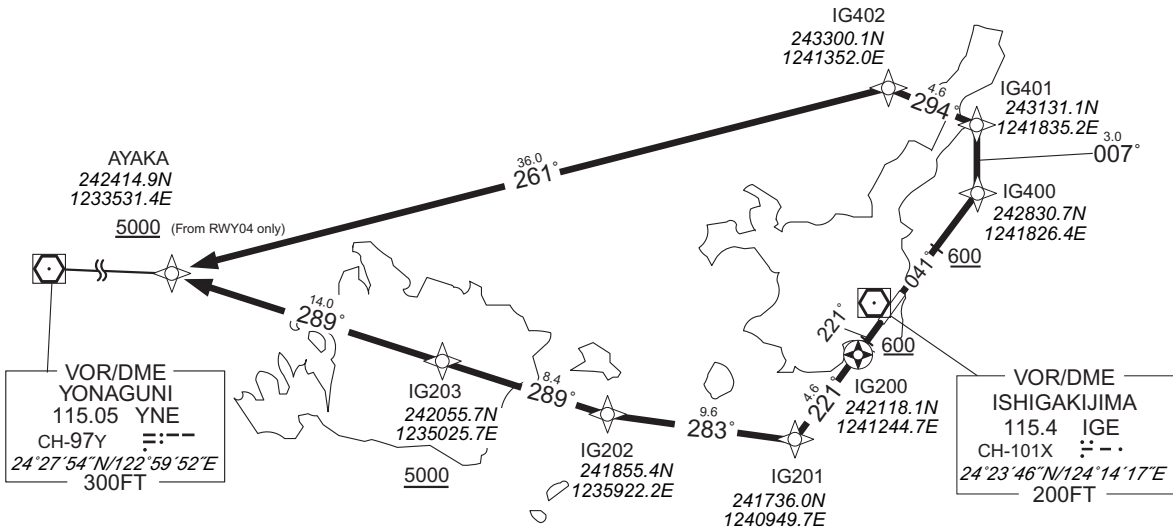 IG402
243300.1N
1241352.0E
4.6
294°
IG401
243131.1N
1241835.2E
3.0
007°
AYAKA
242414.9N
1233531.4E
5000 (From RWY04 only)
36.0
261°
IG400
242830.7N
1241826.4E
041°
600
221°
600
14.0
289°
IG203
242055.7N
1235025.7E
5000
8.4
289°
IG202
241855.4N
1235922.2E
9.6
283°
4.6
221°
IG200
242118.1N
1241244.7E
IG201
241736.0N
1240949.7E
VOR/DME
YONAGUNI
115.05 YNE
CH-97Y
24°27´54˝N/122°59´52˝E
300FT
VOR/DME
ISHIGAKIJIMA
115.4 IGE
CH-101X
24°23´46˝N/124°14´17˝E
200FT